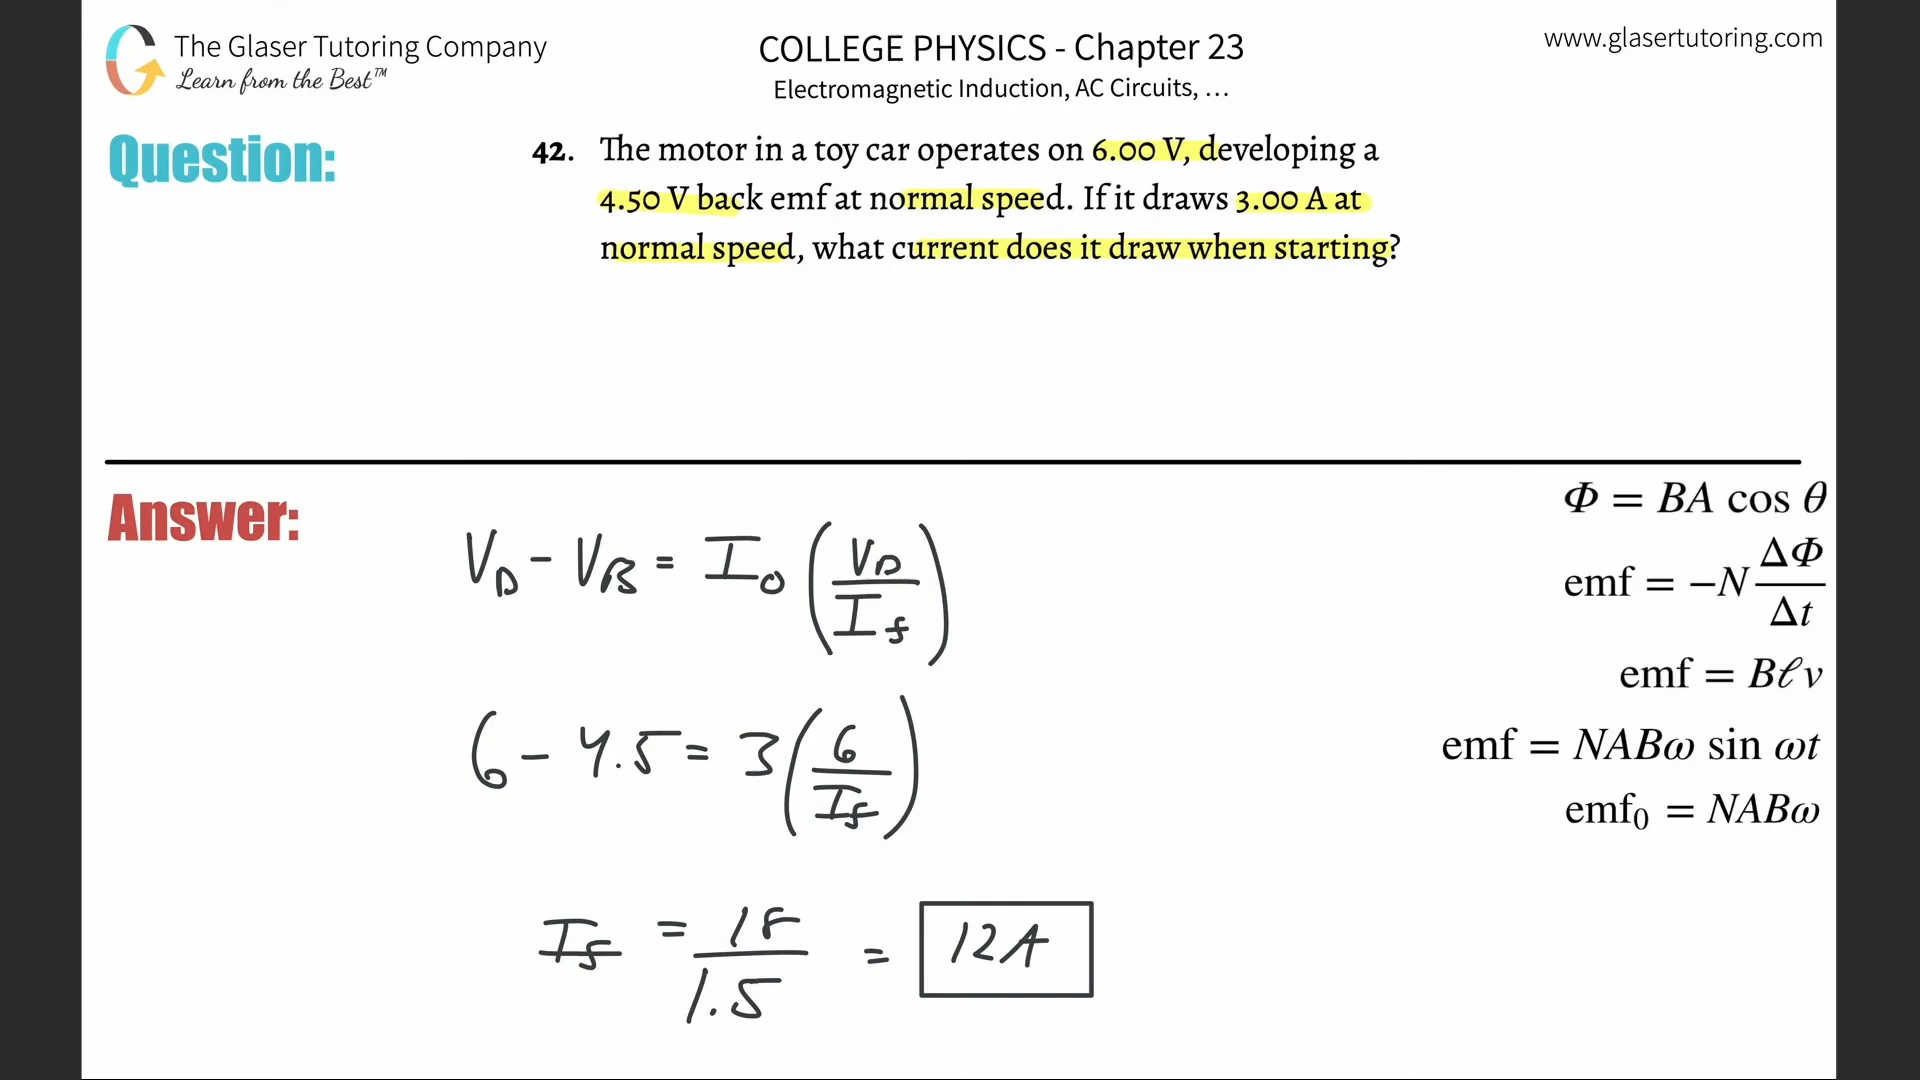 The Glaser Tutoring Company
Learn from the Best™
COLLEGE PHYSICS - Chapter 23
Electromagnetic Induction, AC Circuits, …
www.glasertutoring.com
Question:
42. The motor in a toy car operates on 6.00 V, developing a
4.50 V back emf at normal speed. If it draws 3.00 A at
normal speed, what current does it draw when starting?
Answer:
V_D - V_B = I_0 (V_D / I_f)
6 - 4.5 = 3 (6 / I_f)
I_f = 18 / 1.5 = 12A
Φ = BA cos θ
emf = −N ΔΦ / Δt
emf = Bℓv
emf = NABω sin ωt
emf₀ = NABω